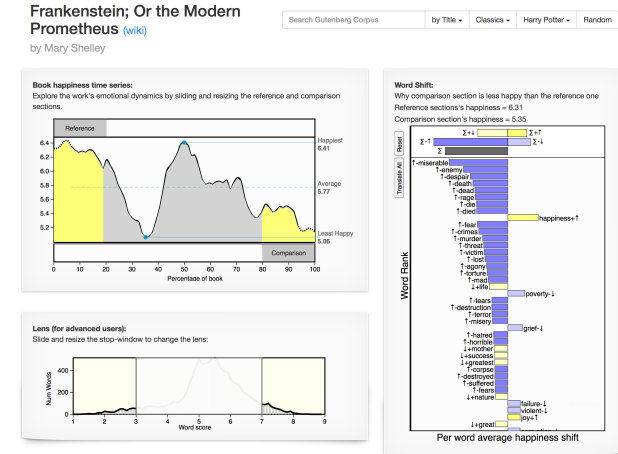 Frankenstein; Or the Modern
Prometheus (wiki)
by Mary Shelley
Search Gutenberg Corpus
by Title
Classics
Harry Potter
Random
Book happiness time series:
Explore the work's emotional dynamics by sliding and resizing the reference and comparison
sections.
Reference
6.4
6.2
6.0
5.8
5.6
5.4
5.2
Happiest
6.41
Average
5.77
Least Happy
5.06
Comparison
0 10 20 30 40 50 60 70 80 90 100
Percentage of book
Lens (for advanced users):
Slide and resize the stop-window to change the lens:
Num Words
400
200
0
1 2 3 4 5 6 7 8 9
Word score
Word Shift:
Why comparison section is less happy than the reference one
Reference sections's happiness = 6.31
Comparison section's happiness = 5.35
Reset
Translate All
Σ+↓ Σ+↑
Σ-↑ Σ-↓
Σ
Word Rank
↑-miserable
↑-enemy
↑-despair
↑-death
↑-dead
↑-rage
↑-die
↑-died
happiness+↑
↑-fear
↑-crimes
↑-murder
↑-threat
↑-victim
↑-lost
↑-agony
↑-torture
↑-mad
↓+life
poverty-↓
↑-tears
↑-destruction
↑-terror
↑-misery
grief-↓
↑-hatred
↑-horrible
↓+mother
↓+success
↓+greatest
↑-corpse
↑-destroyed
↑-suffered
↑-fears
↓+nature
failure-↓
violent-↓
joy+↑
↓+great
Per word average happiness shift